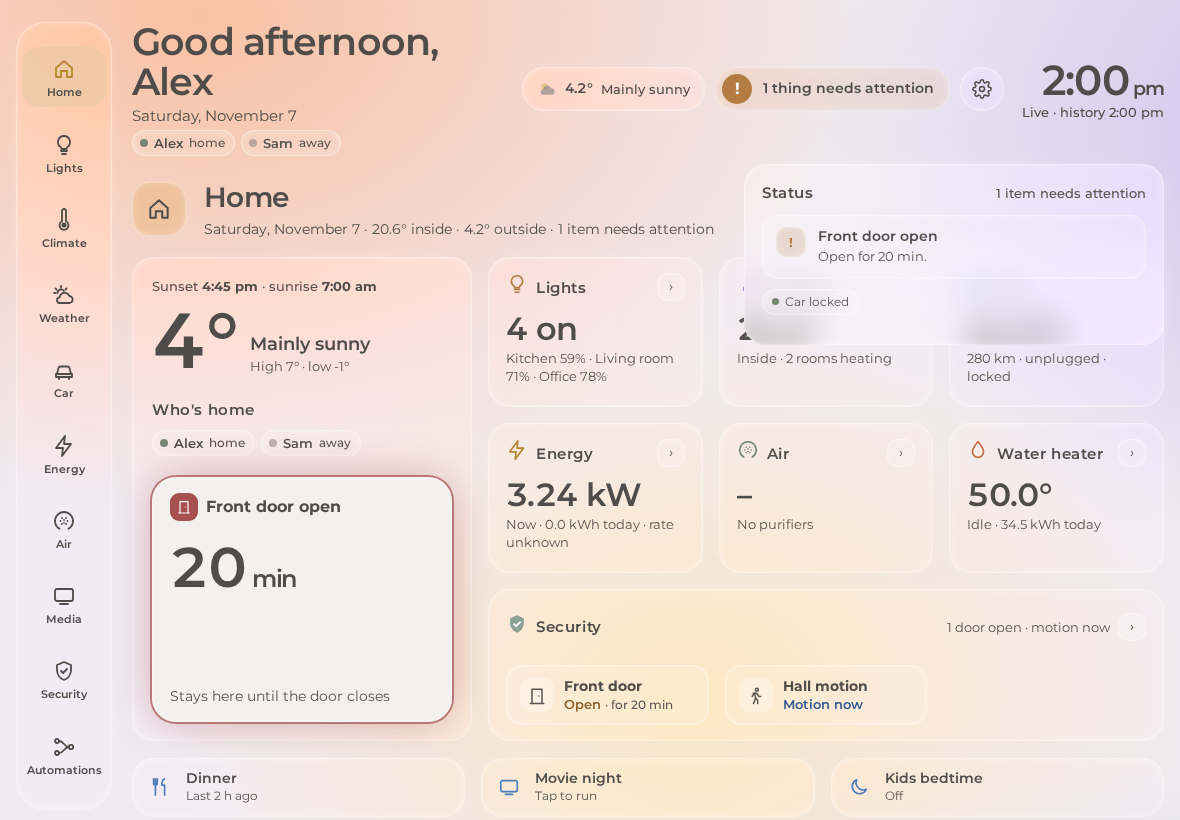 Home
Lights
Climate
Weather
Car
Energy
Air
Media
Security
Automations
Good afternoon,
Alex
Saturday, November 7
Alex home
Sam away
4.2° Mainly sunny
! 1 thing needs attention
2:00 pm
Live · history 2:00 pm
Home
Saturday, November 7 · 20.6° inside · 4.2° outside · 1 item needs attention
Status
1 item needs attention
! Front door open
Open for 20 min.
Car locked
Sunset 4:45 pm · sunrise 7:00 am
4°
Mainly sunny
High 7° · low -1°
Who's home
Alex home
Sam away
Front door open
20 min
Stays here until the door closes
Lights
4 on
Kitchen 59% · Living room
71% · Office 78%
Inside · 2 rooms heating
280 km · unplugged ·
locked
Energy
3.24 kW
Now · 0.0 kWh today · rate
unknown
Air
–
No purifiers
Water heater
50.0°
Idle · 34.5 kWh today
Security
1 door open · motion now
Front door
Open · for 20 min
Hall motion
Motion now
Dinner
Last 2 h ago
Movie night
Tap to run
Kids bedtime
Off